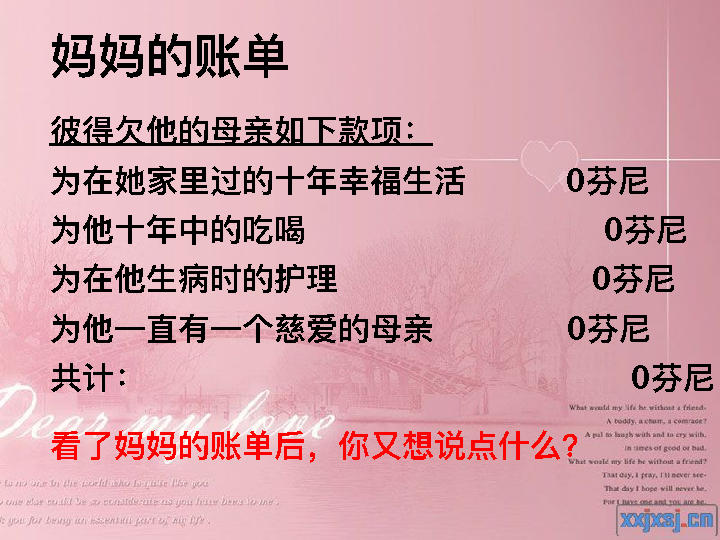 妈妈的账单
彼得欠他的母亲如下款项：
为在她家里过的十年幸福生活 0芬尼
为他十年中的吃喝 0芬尼
为在他生病时的护理 0芬尼
为他一直有一个慈爱的母亲 0芬尼
共计： 0芬尼
Dear my love
看了妈妈的账单后，你又想说点什么？
What would my life be without a friend-
A buddy, a chum, a comrade?
A pal to laugh with and to cry with,
In times of good or bad.
What would my life be without a friend?
That day, I pray, I'll never see-
That day I hope will never be,
For I have one and you are he.
is no one in the world who is quite like you
one else could be so considerate as you have been to me .
k you for being an essential part of my life .
xxjxsj.cn